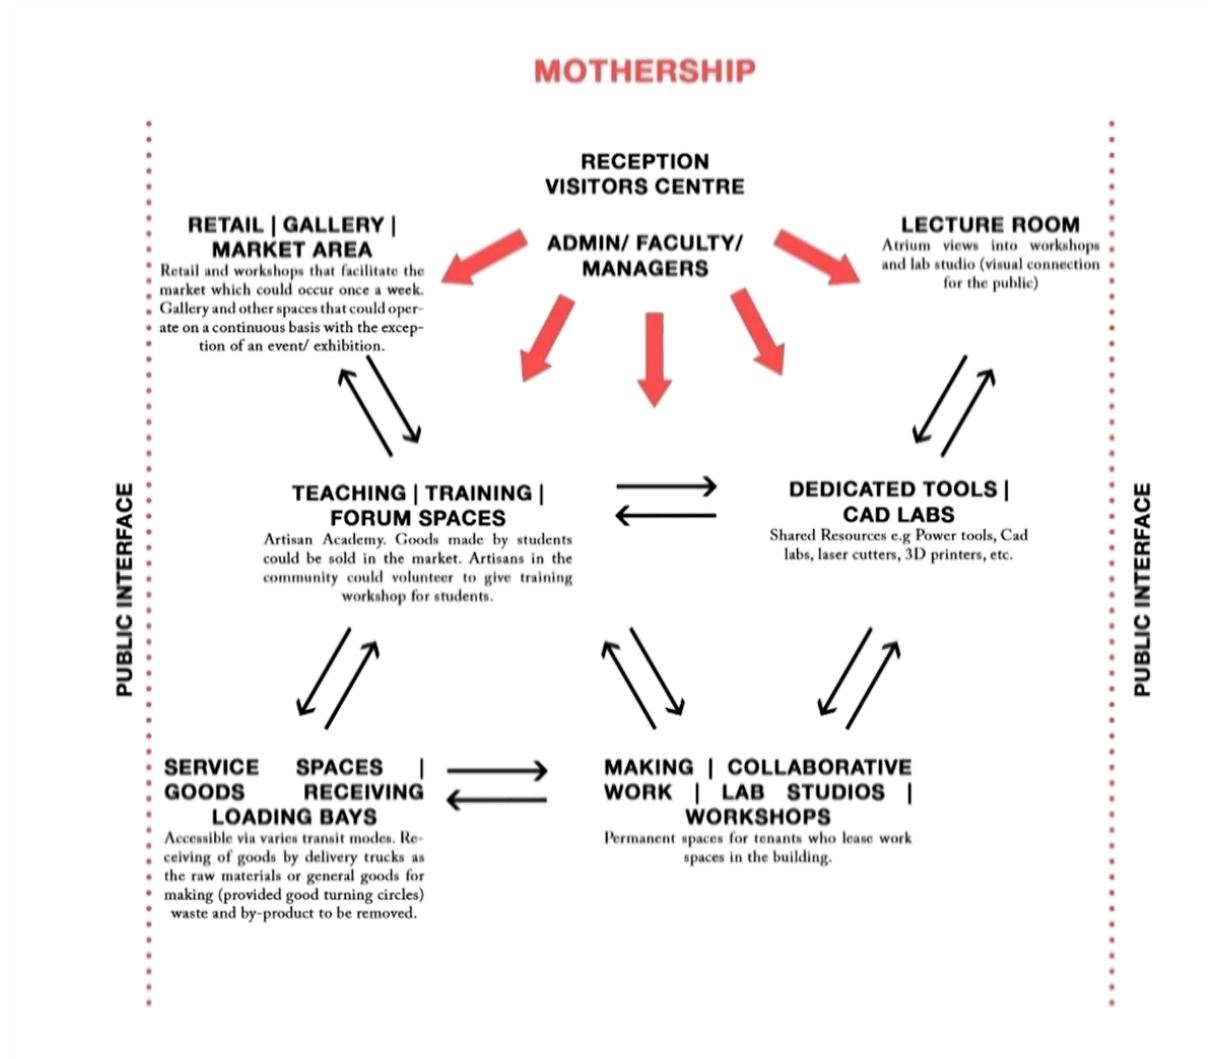 MOTHERSHIP
RECEPTION
VISITORS CENTRE
ADMIN/ FACULTY/
MANAGERS
RETAIL | GALLERY |
MARKET AREA
Retail and workshops that facilitate the
market which could occur once a week.
Gallery and other spaces that could oper-
ate on a continuous basis with the excep-
tion of an event/ exhibition.
LECTURE ROOM
Atrium views into workshops
and lab studio (visual connection
for the public)
PUBLIC INTERFACE
TEACHING | TRAINING |
FORUM SPACES
Artisan Academy. Goods made by students
could be sold in the market. Artisans in the
community could volunteer to give training
workshop for students.
DEDICATED TOOLS |
CAD LABS
Shared Resources e.g Power tools, Cad
labs, laser cutters, 3D printers, etc.
PUBLIC INTERFACE
SERVICE SPACES |
GOODS RECEIVING
LOADING BAYS
Accessible via varies transit modes. Re-
ceiving of goods by delivery trucks as
the raw materials or general goods for
making (provided good turning circles)
waste and by-product to be removed.
MAKING | COLLABORATIVE
WORK | LAB STUDIOS |
WORKSHOPS
Permanent spaces for tenants who lease work
spaces in the building.